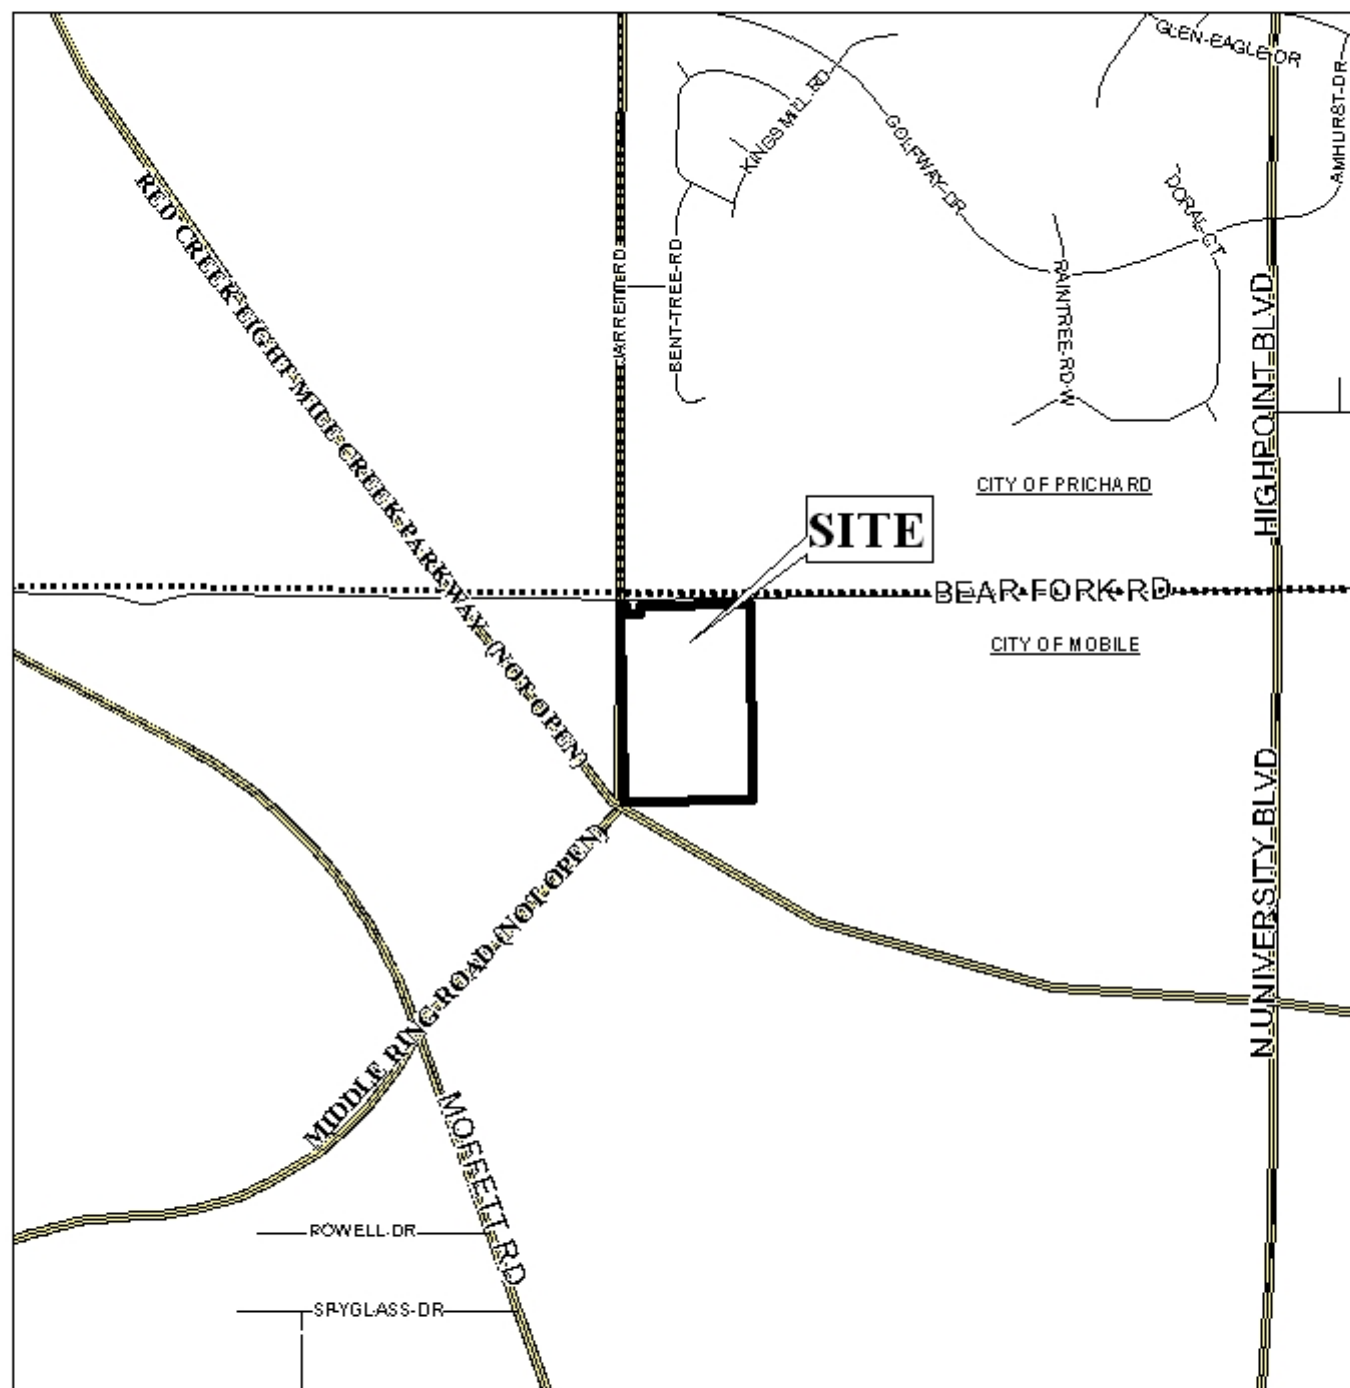 GLEN-EAGLE-DR
AMHURST-DR
KINGS MILL RD
GOLFWAY-DR
DORAL-CT
RED CREEK-EIGHT-MILE-CREEK-PARKWAY (NOT-OPEN)
JARRETT-RD
BENT-TREE-RD
RAINTREE-RD-W
HIGHPOINT-BLVD
CITY OF PRICHARD
SITE
BEAR-FORK-RD
CITY OF MOBILE
N UNIVERSITY-BLVD
MIDDLE RING-ROAD-(NOT-OPEN)
MOFFETT-RD
ROWELL-DR
SPYGLASS-DR